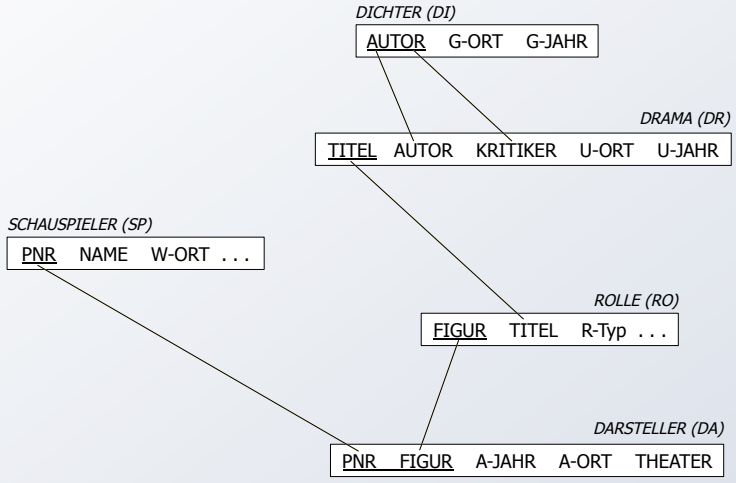 DICHTER (DI)
AUTOR G-ORT G-JAHR
DRAMA (DR)
TITEL AUTOR KRITIKER U-ORT U-JAHR
SCHAUSPIELER (SP)
PNR NAME W-ORT . . .
ROLLE (RO)
FIGUR TITEL R-Typ . . .
DARSTELLER (DA)
PNR FIGUR A-JAHR A-ORT THEATER